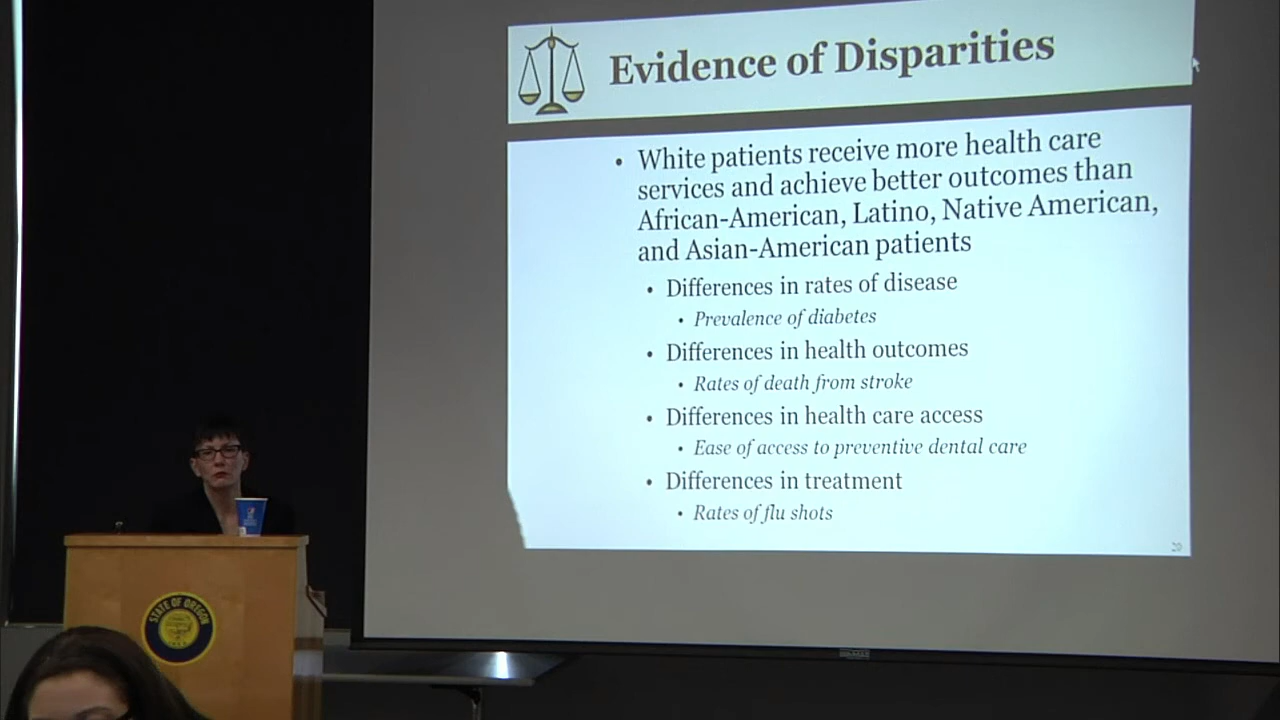 Evidence of Disparities
• White patients receive more health care
services and achieve better outcomes than
African-American, Latino, Native American,
and Asian-American patients
• Differences in rates of disease
• Prevalence of diabetes
• Differences in health outcomes
• Rates of death from stroke
• Differences in health care access
• Ease of access to preventive dental care
• Differences in treatment
• Rates of flu shots
20
STATE OF OREGON